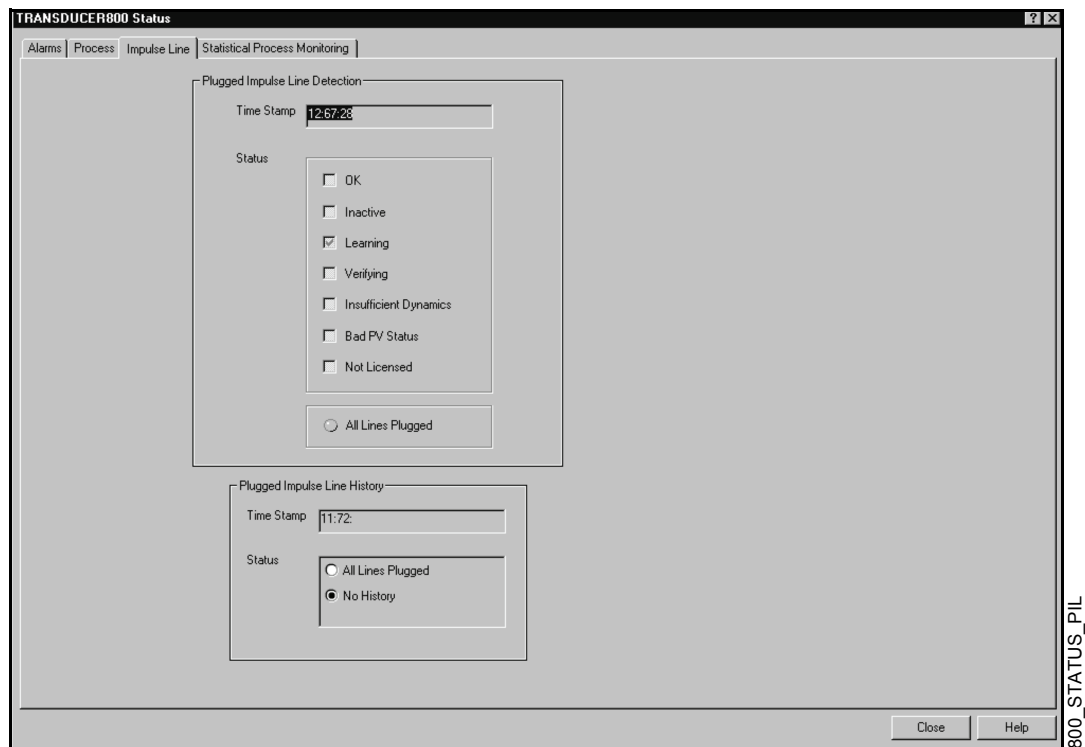 TRANSDUCER800 Status
Alarms Process Impulse Line Statistical Process Monitoring
Plugged Impulse Line Detection
Time Stamp 12:67:28
Status
OK
Inactive
Learning
Verifying
Insufficient Dynamics
Bad PV Status
Not Licensed
All Lines Plugged
Plugged Impulse Line History
Time Stamp 11:72:
Status
All Lines Plugged
No History
Close Help
800_STATUS_PIL